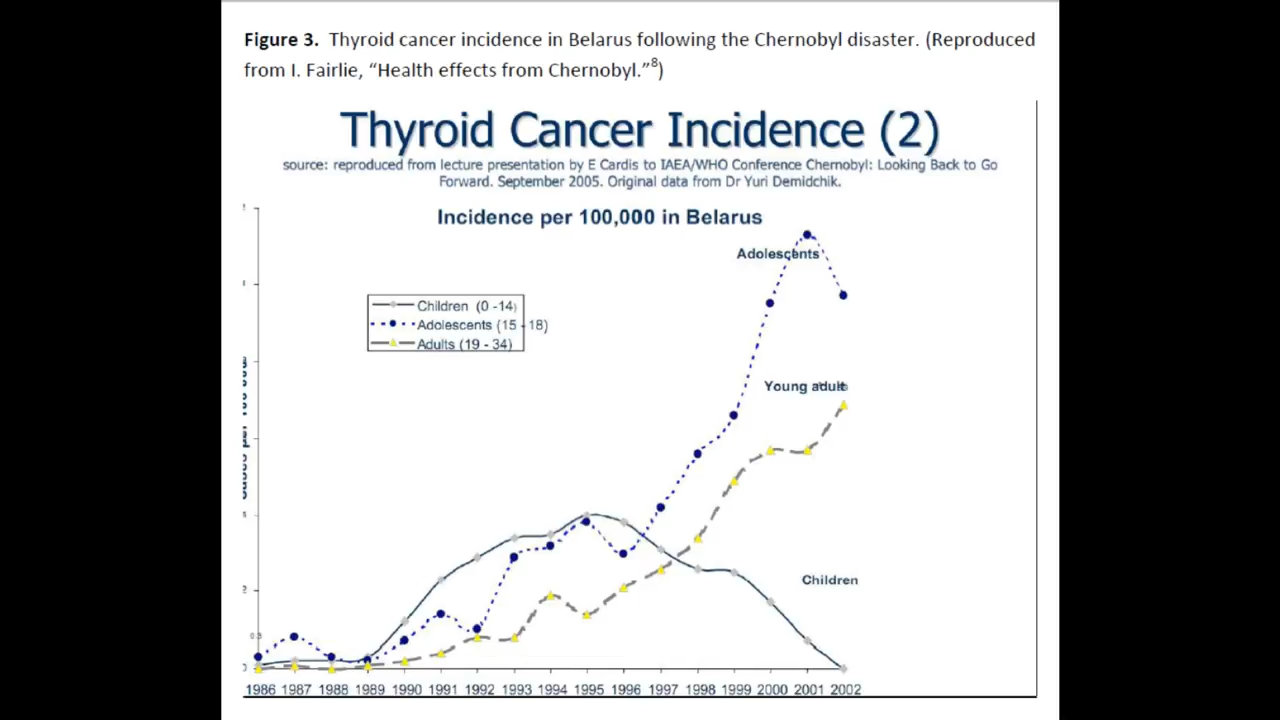 Figure 3. Thyroid cancer incidence in Belarus following the Chernobyl disaster. (Reproduced
from I. Fairlie, “Health effects from Chernobyl.”8)
Thyroid Cancer Incidence (2)
source: reproduced from lecture presentation by E Cardis to IAEA/WHO Conference Chernobyl: Looking Back to Go
Forward. September 2005. Original data from Dr Yuri Demidchik.
Incidence per 100,000 in Belarus
Adolescents
Children (0 -14)
Adolescents (15 - 18)
Adults (19 - 34)
Young adult
Children
2
0
1986 1987 1988 1989 1990 1991 1992 1993 1994 1995 1996 1997 1998 1999 2000 2001 2002